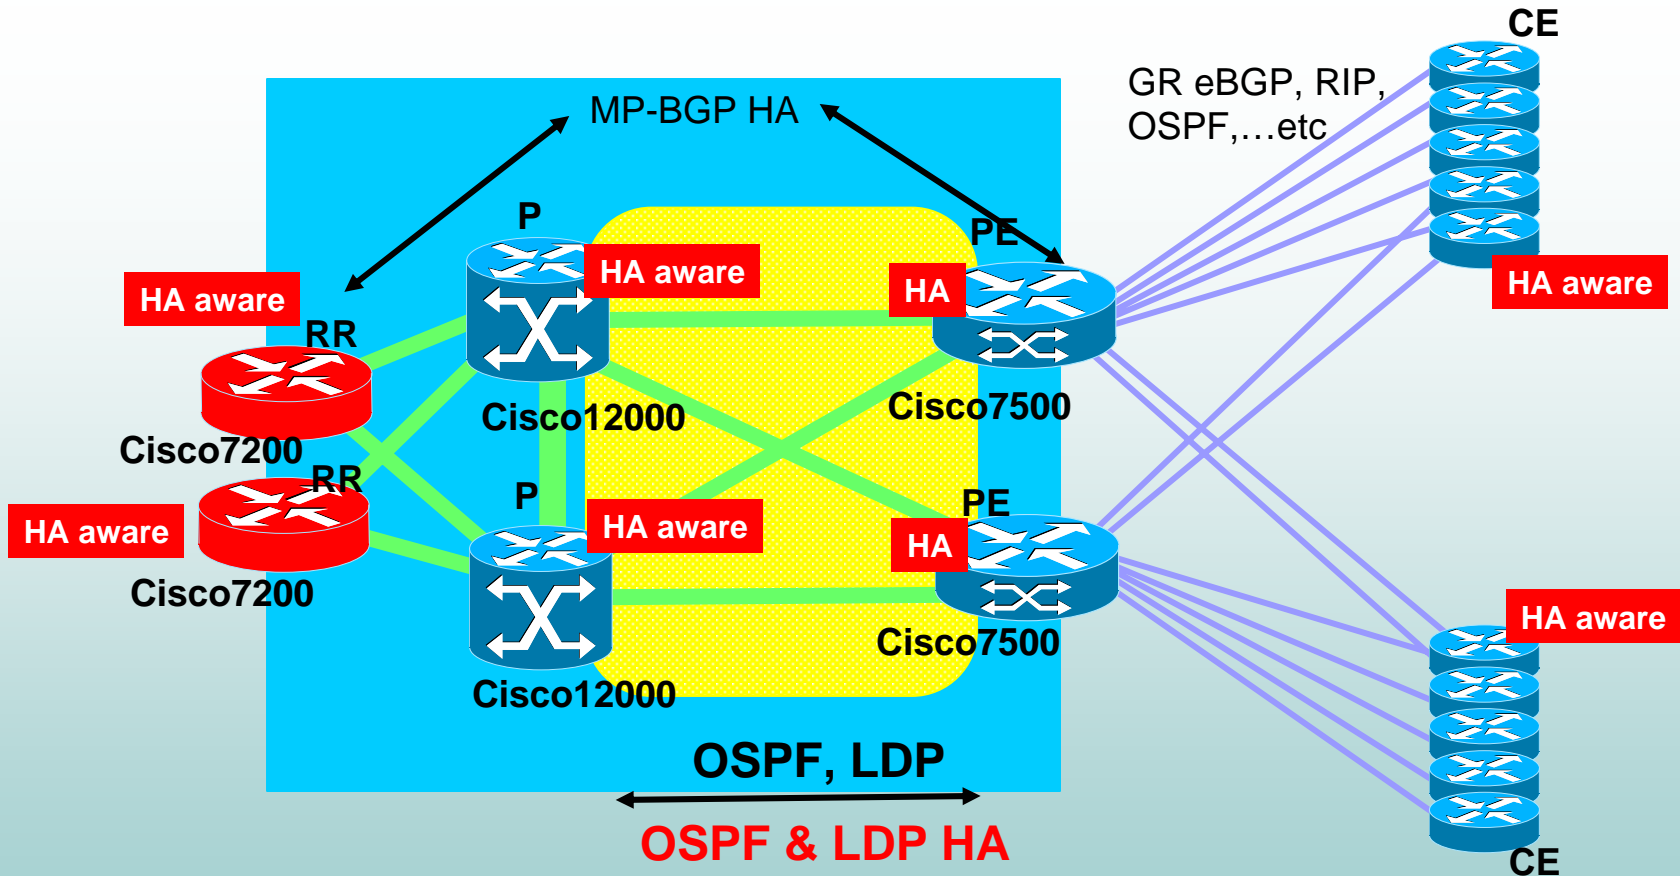 CE
GR eBGP, RIP,
OSPF,…etc
MP-BGP HA
P
PE
HA aware
HA aware
HA
HA aware
RR
Cisco12000
Cisco7500
Cisco7200
RR
P
PE
HA aware
HA aware
HA
Cisco7200
Cisco7500
HA aware
Cisco12000
OSPF, LDP
OSPF & LDP HA
CE